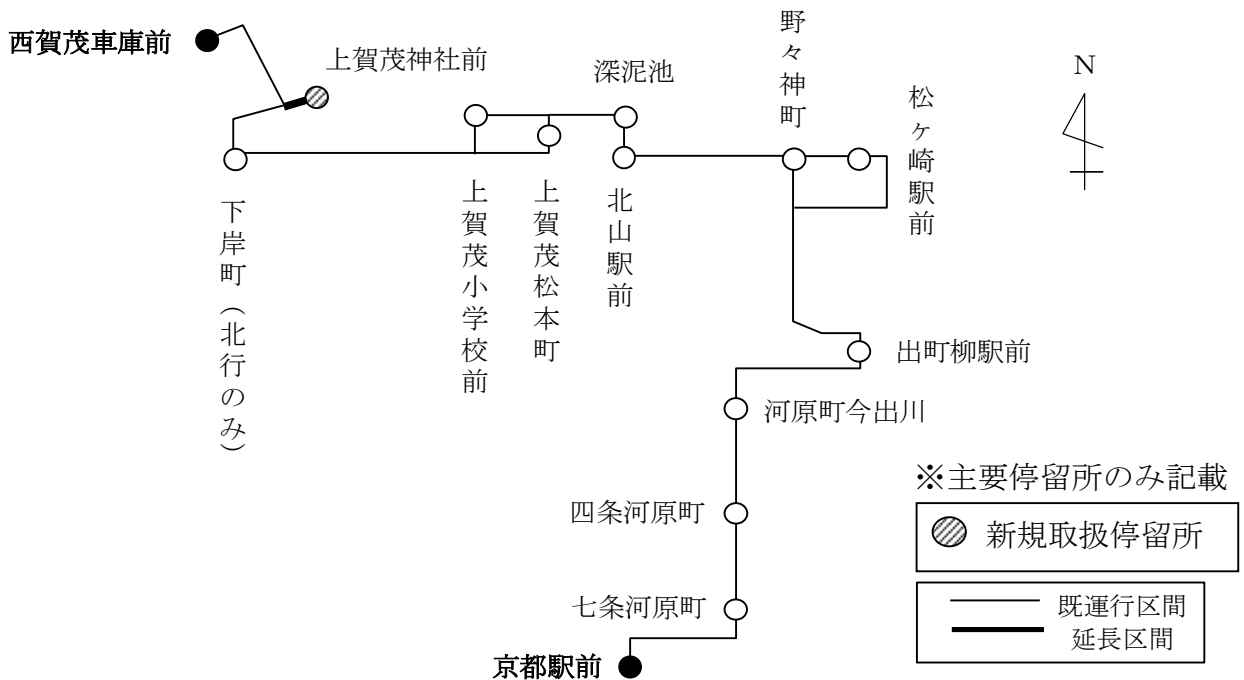 西賀茂車庫前
上賀茂神社前
深泥池
野々神町
松ヶ崎駅前
N
下岸町（北行のみ）
上賀茂小学校前
上賀茂松本町
北山駅前
出町柳駅前
河原町今出川
四条河原町
七条河原町
京都駅前
※主要停留所のみ記載
新規取扱停留所
既運行区間
延長区間